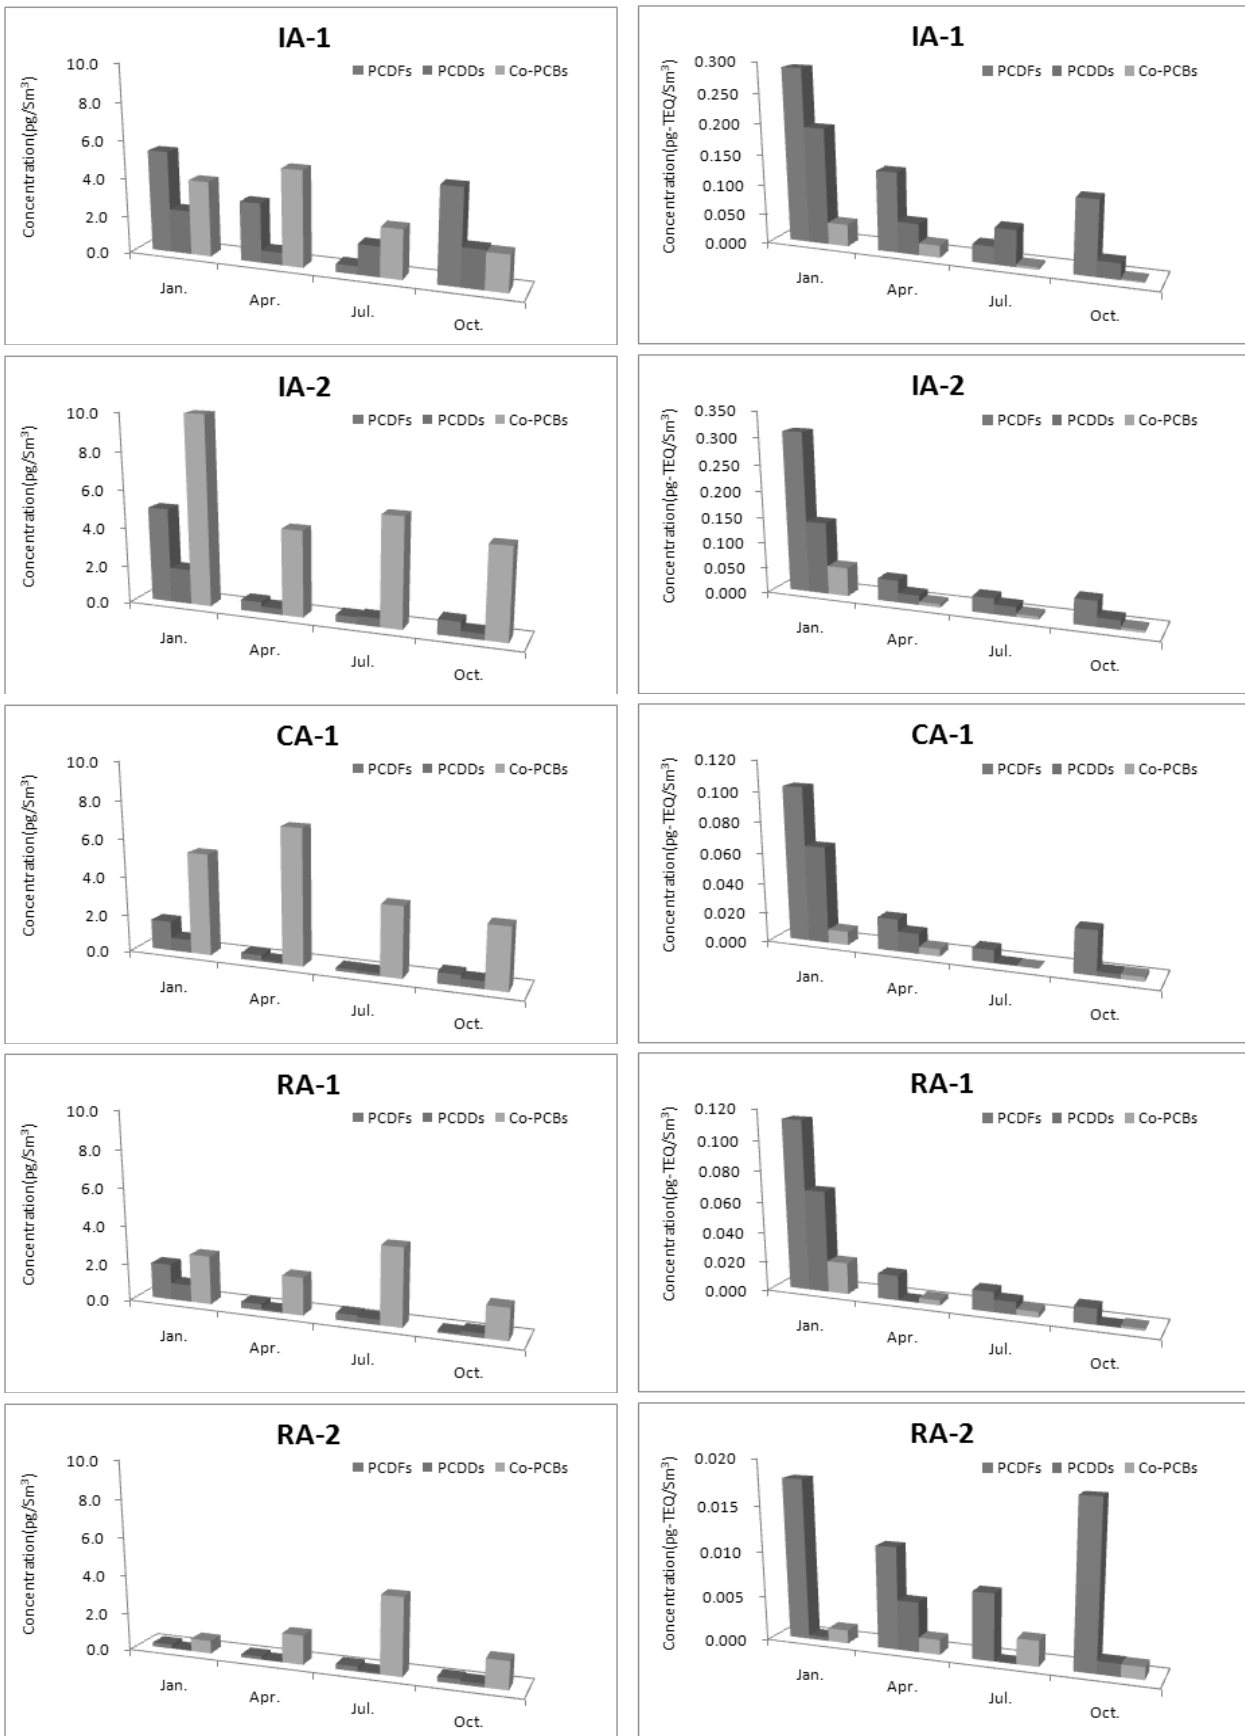 IA-1
PCDFs PCDDs Co-PCBs
Concentration(pg/Sm³)
10.0
8.0
6.0
4.0
2.0
0.0
Jan.
Apr.
Jul.
Oct.
IA-1
PCDFs PCDDs Co-PCBs
Concentration(pg-TEQ/Sm³)
0.300
0.250
0.200
0.150
0.100
0.050
0.000
Jan.
Apr.
Jul.
Oct.
IA-2
PCDFs PCDDs Co-PCBs
Concentration(pg/Sm³)
10.0
8.0
6.0
4.0
2.0
0.0
Jan.
Apr.
Jul.
Oct.
IA-2
PCDFs PCDDs Co-PCBs
Concentration(pg-TEQ/Sm³)
0.350
0.300
0.250
0.200
0.150
0.100
0.050
0.000
Jan.
Apr.
Jul.
Oct.
CA-1
PCDFs PCDDs Co-PCBs
Concentration(pg/Sm³)
10.0
8.0
6.0
4.0
2.0
0.0
Jan.
Apr.
Jul.
Oct.
CA-1
PCDFs PCDDs Co-PCBs
Concentration(pg-TEQ/Sm³)
0.120
0.100
0.080
0.060
0.040
0.020
0.000
Jan.
Apr.
Jul.
Oct.
RA-1
PCDFs PCDDs Co-PCBs
Concentration(pg/Sm³)
10.0
8.0
6.0
4.0
2.0
0.0
Jan.
Apr.
Jul.
Oct.
RA-1
PCDFs PCDDs Co-PCBs
Concentration(pg-TEQ/Sm³)
0.120
0.100
0.080
0.060
0.040
0.020
0.000
Jan.
Apr.
Jul.
Oct.
RA-2
PCDFs PCDDs Co-PCBs
Concentration(pg/Sm³)
10.0
8.0
6.0
4.0
2.0
0.0
Jan.
Apr.
Jul.
Oct.
RA-2
PCDFs PCDDs Co-PCBs
Concentration(pg-TEQ/Sm³)
0.020
0.015
0.010
0.005
0.000
Jan.
Apr.
Jul.
Oct.